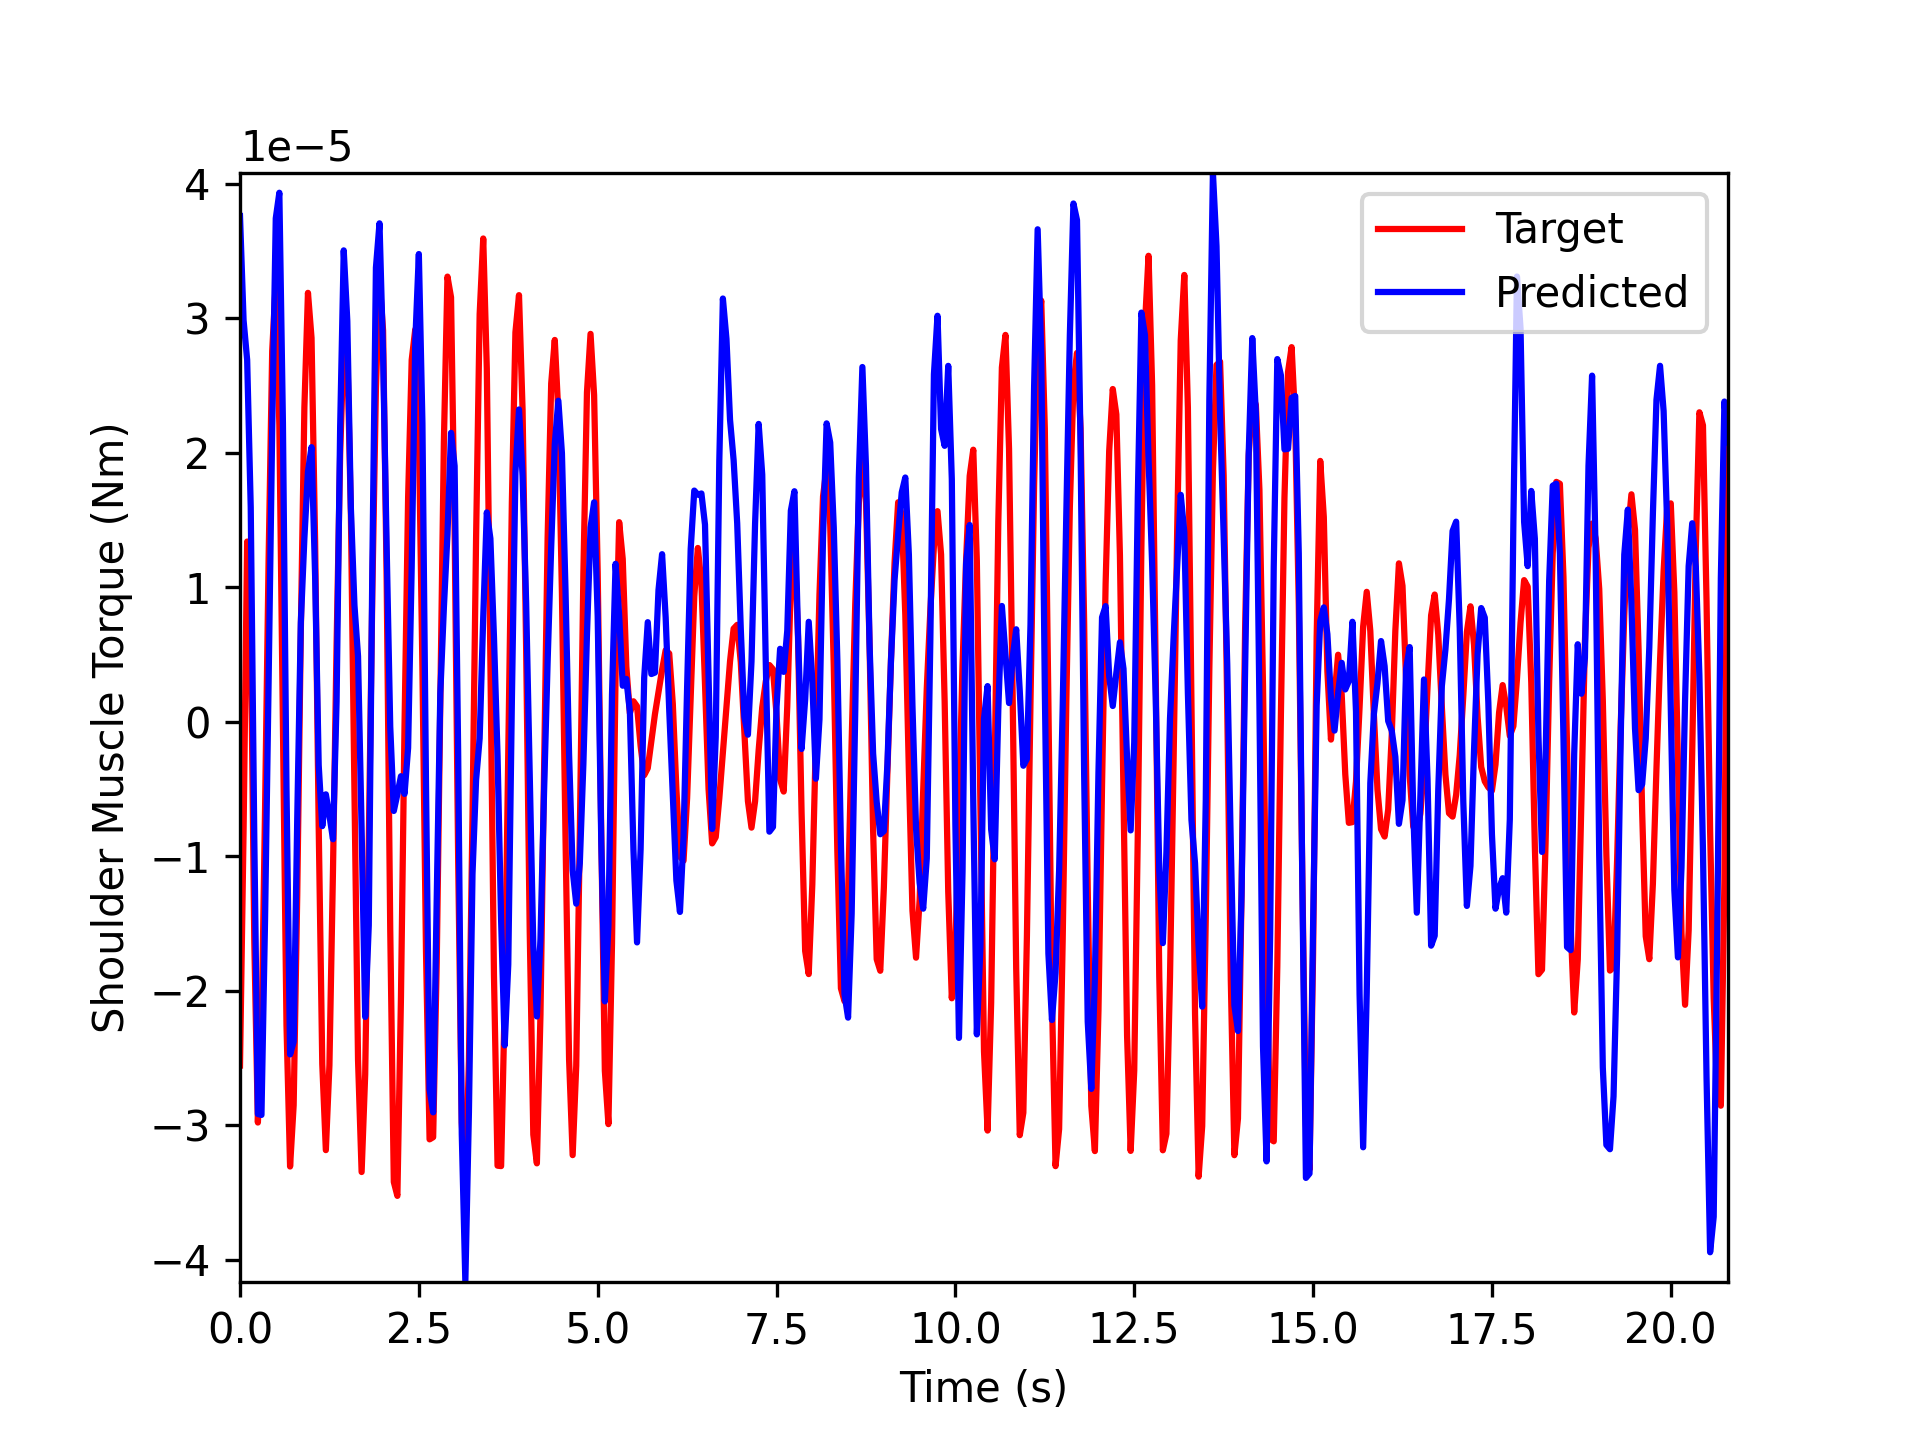 1e−5
4
3
2
1
0
−1
−2
−3
−4
Shoulder Muscle Torque (Nm)
Target
Predicted
0.0 2.5 5.0 7.5 10.0 12.5 15.0 17.5 20.0
Time (s)